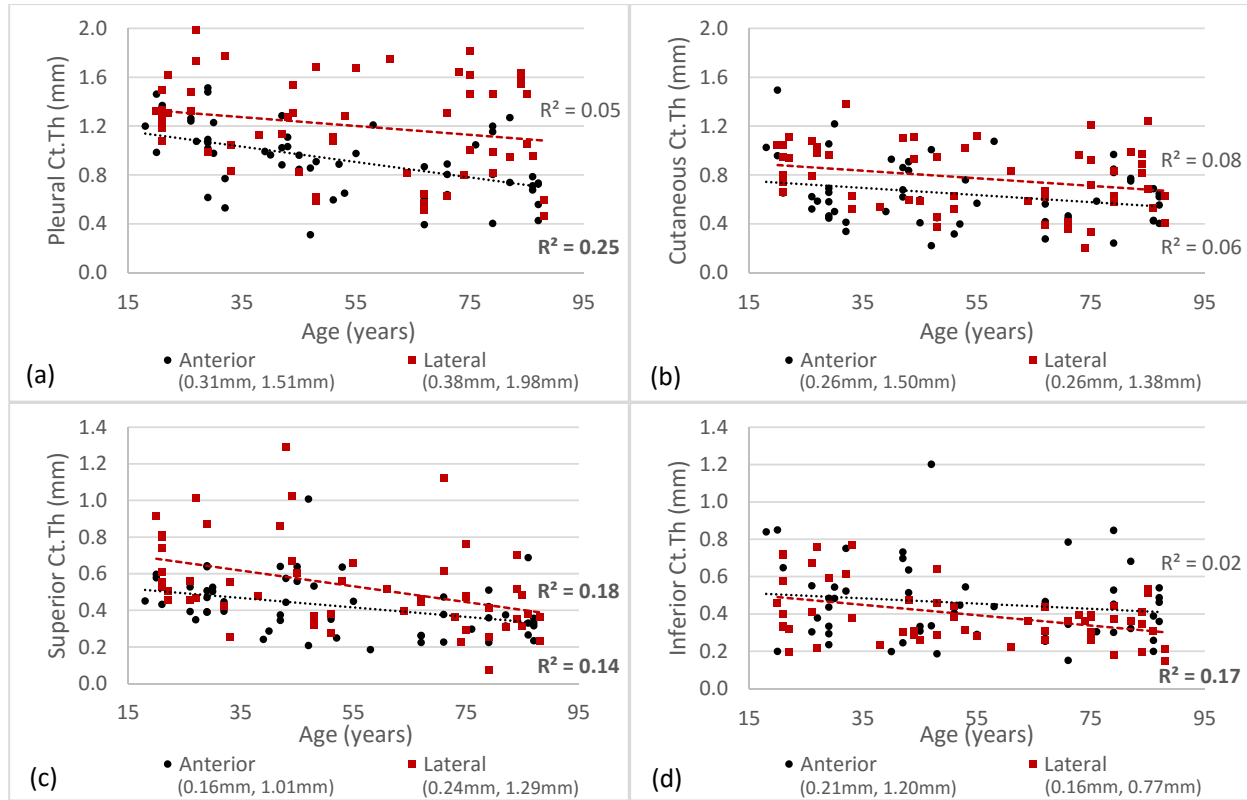 Pleural Ct.Th (mm)
2.0
1.6
1.2
0.8
0.4
0.0
R² = 0.05
R² = 0.25
15 35 55 75 95
Age (years)
(a)
Anterior Lateral
(0.31mm, 1.51mm) (0.38mm, 1.98mm)
Cutaneous Ct.Th (mm)
2.0
1.6
1.2
0.8
0.4
0.0
R² = 0.08
R² = 0.06
15 35 55 75 95
Age (years)
(b)
Anterior Lateral
(0.26mm, 1.50mm) (0.26mm, 1.38mm)
Superior Ct.Th (mm)
1.4
1.2
1.0
0.8
0.6
0.4
0.2
0.0
R² = 0.18
R² = 0.14
15 35 55 75 95
Age (years)
(c)
Anterior Lateral
(0.16mm, 1.01mm) (0.24mm, 1.29mm)
Inferior Ct.Th (mm)
1.4
1.2
1.0
0.8
0.6
0.4
0.2
0.0
R² = 0.02
R² = 0.17
15 35 55 75 95
Age (years)
(d)
Anterior Lateral
(0.21mm, 1.20mm) (0.16mm, 0.77mm)